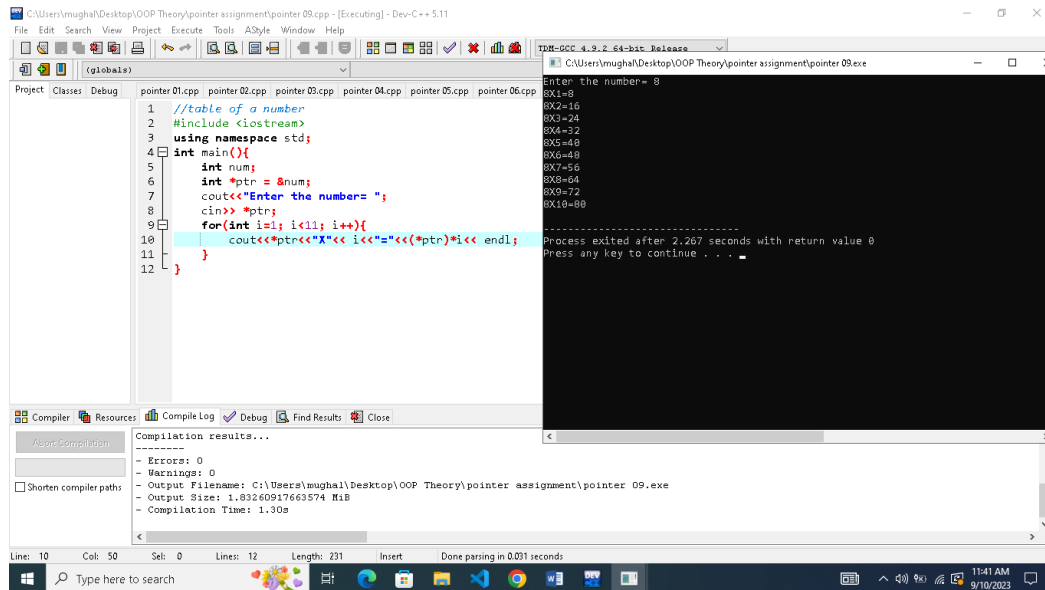 C:\Users\mughal\Desktop\OOP Theory\pointer assignment\pointer 09.cpp - [Executing] - Dev-C++ 5.11
File Edit Search View Project Execute Tools AStyle Window Help
TDM-GCC 4.9.2 64-bit Release
(globals)
Project Classes Debug
pointer 01.cpp pointer 02.cpp pointer 03.cpp pointer 04.cpp pointer 05.cpp pointer 06.cpp
1 //table of a number
2 #include <iostream>
3 using namespace std;
4 int main(){
5 int num;
6 int *ptr = &num;
7 cout<<"Enter the number= ";
8 cin>> *ptr;
9 for(int i=1; i<11; i++){
10 cout<<*ptr<<"X"<< i<<"="<<(*ptr)*i<< endl;
11 }
12 }
C:\Users\mughal\Desktop\OOP Theory\pointer assignment\pointer 09.exe
Enter the number= 8
8X1=8
8X2=16
8X3=24
8X4=32
8X5=40
8X6=48
8X7=56
8X8=64
8X9=72
8X10=80
--------------------------------
Process exited after 2.267 seconds with return value 0
Press any key to continue . . .
Compiler Resources Compile Log Debug Find Results Close
Abort Compilation
Shorten compiler paths
Compilation results...
--------
- Errors: 0
- Warnings: 0
- Output Filename: C:\Users\mughal\Desktop\OOP Theory\pointer assignment\pointer 09.exe
- Output Size: 1.83260917663574 MiB
- Compilation Time: 1.30s
Line: 10 Col: 50 Sel: 0 Lines: 12 Length: 231 Insert Done parsing in 0.031 seconds
Type here to search
DEV
11:41 AM
9/10/2023